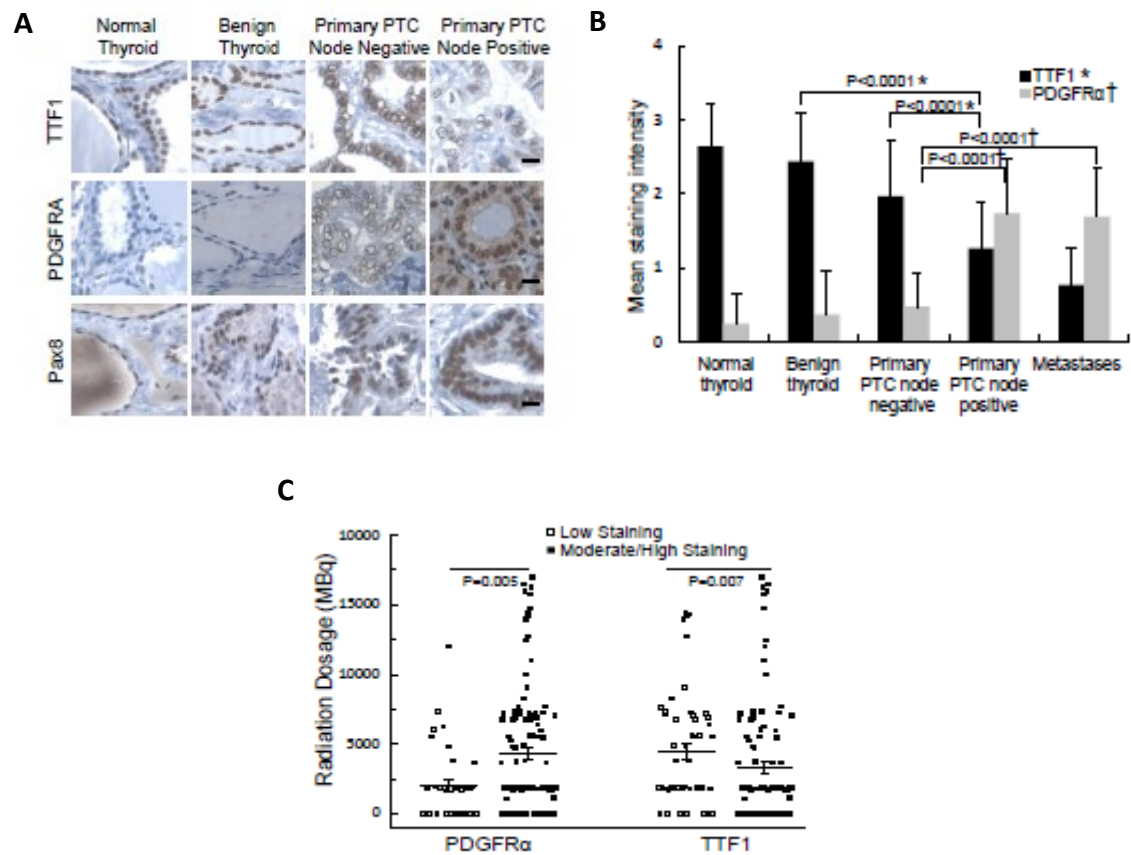 A
Normal Thyroid
Benign Thyroid
Primary PTC Node Negative
Primary PTC Node Positive
TTF1
PDGFRA
Pax8
B
4
3
2
1
0
Mean staining intensity
TTF1 *
PDGFRα†
P<0.0001 *
P<0.0001*
P<0.0001†
P<0.0001†
Normal thyroid
Benign thyroid
Primary PTC node negative
Primary PTC node positive
Metastases
C
Low Staining
Moderate/High Staining
P=0.005
P=0.007
Radiation Dosage (MBq)
10000
15000
10000
5000
0
PDGFRα
TTF1